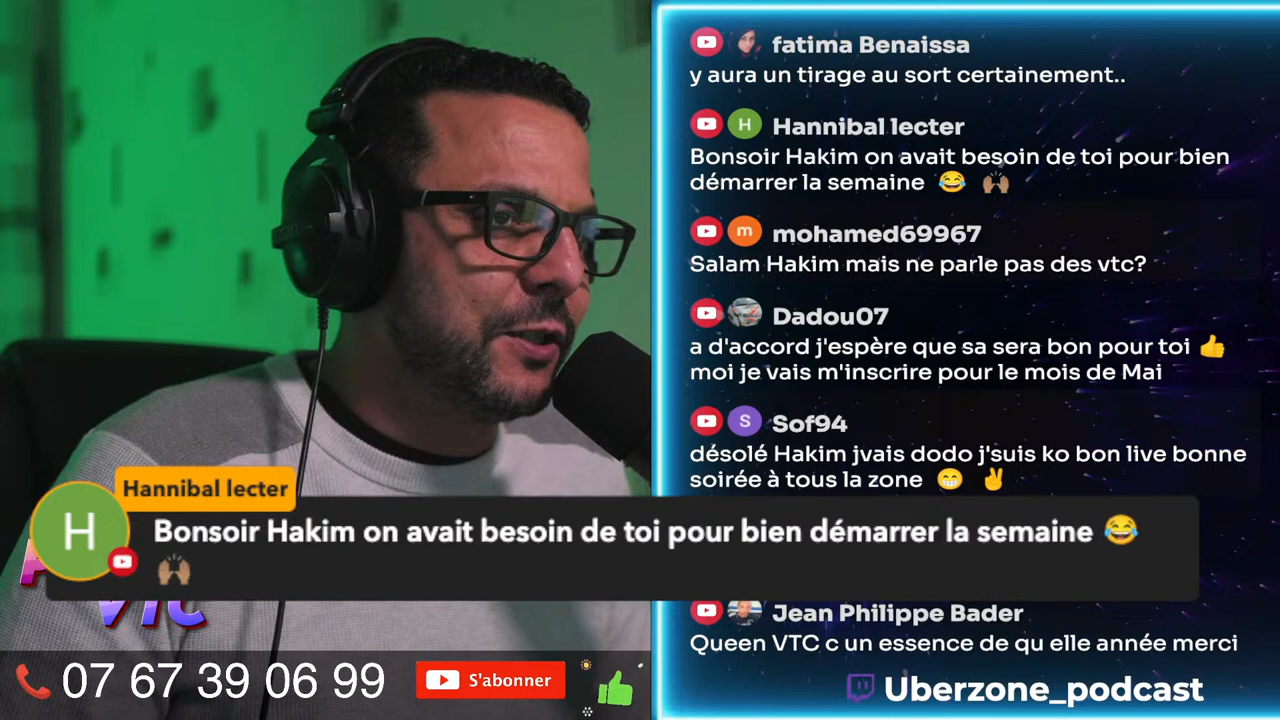 fatima Benaissa
y aura un tirage au sort certainement..
H Hannibal lecter
Bonsoir Hakim on avait besoin de toi pour bien
démarrer la semaine 😂 🙌🏽
m mohamed69967
Salam Hakim mais ne parle pas des vtc?
Dadou07
a d'accord j'espère que sa sera bon pour toi 👍
moi je vais m'inscrire pour le mois de Mai
S Sof94
désolé Hakim jvais dodo j'suis ko bon live bonne
soirée à tous la zone 😁 ✌️
Hannibal lecter
H Bonsoir Hakim on avait besoin de toi pour bien démarrer la semaine 😂
🙌🏽
VTC
Jean Philippe Bader
Queen VTC c un essence de qu elle année merci
07 67 39 06 99
S'abonner
Uberzone_podcast